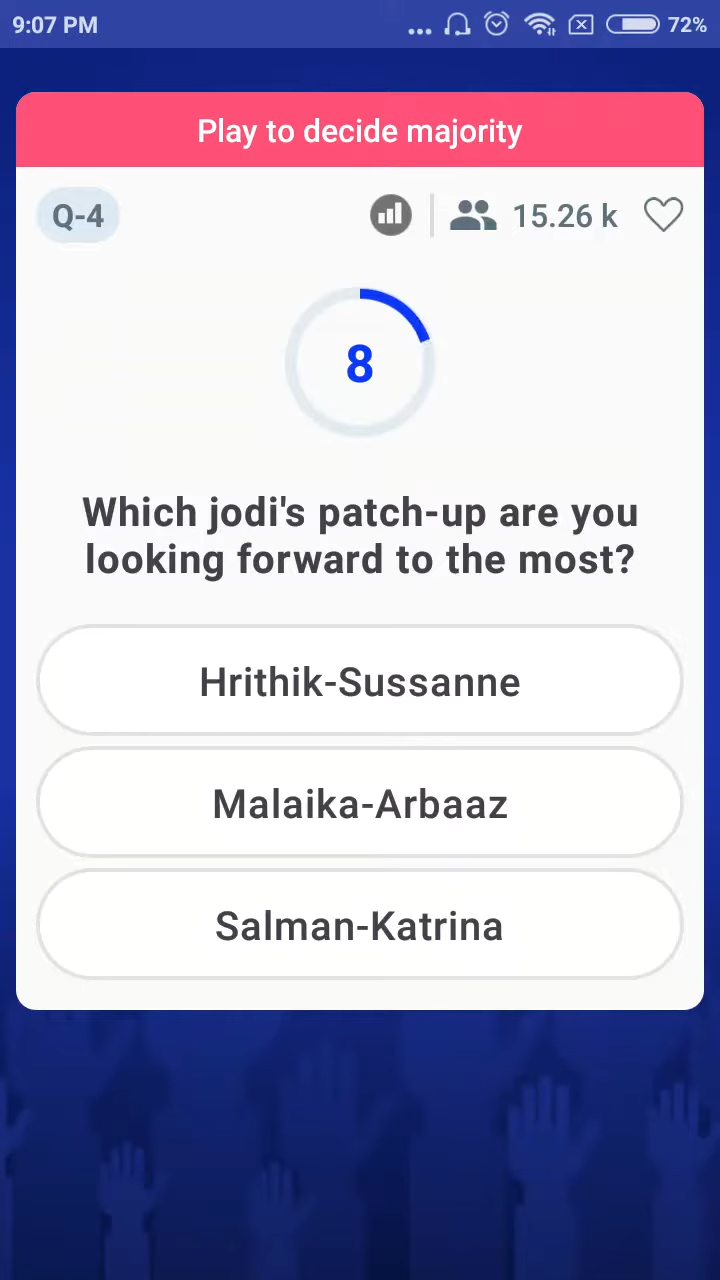 9:07 PM
72%
Play to decide majority
Q-4
15.26 k
8
Which jodi's patch-up are you
looking forward to the most?
Hrithik-Sussanne
Malaika-Arbaaz
Salman-Katrina